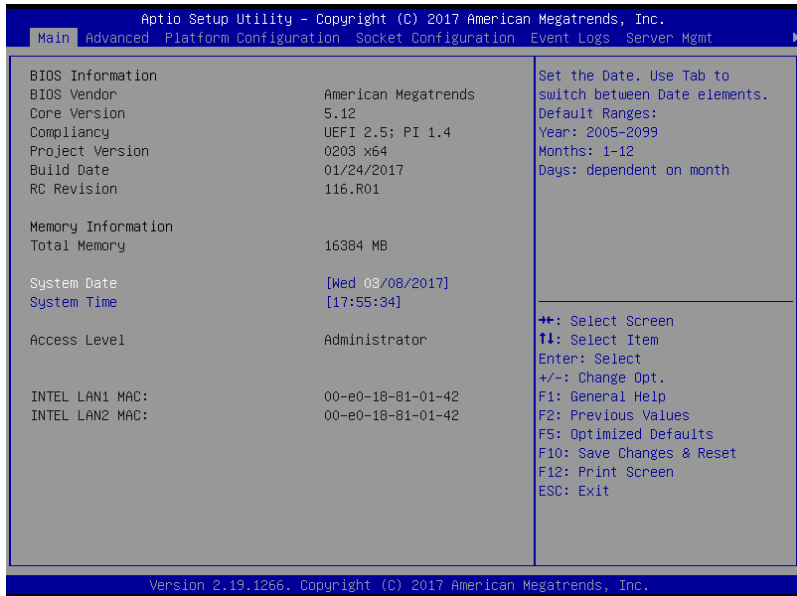 Aptio Setup Utility – Copyright (C) 2017 American Megatrends, Inc.
Main Advanced Platform Configuration Socket Configuration Event Logs Server Mgmt
BIOS Information
BIOS Vendor American Megatrends
Core Version 5.12
Compliancy UEFI 2.5; PI 1.4
Project Version 0203 x64
Build Date 01/24/2017
RC Revision 116.R01
Memory Information
Total Memory 16384 MB
System Date [Wed 03/08/2017]
System Time [17:55:34]
Access Level Administrator
INTEL LAN1 MAC: 00-e0-18-81-01-42
INTEL LAN2 MAC: 00-e0-18-81-01-42
Set the Date. Use Tab to
switch between Date elements.
Default Ranges:
Year: 2005-2099
Months: 1-12
Days: dependent on month
→←: Select Screen
↑↓: Select Item
Enter: Select
+/-: Change Opt.
F1: General Help
F2: Previous Values
F5: Optimized Defaults
F10: Save Changes & Reset
F12: Print Screen
ESC: Exit
Version 2.19.1266. Copyright (C) 2017 American Megatrends, Inc.